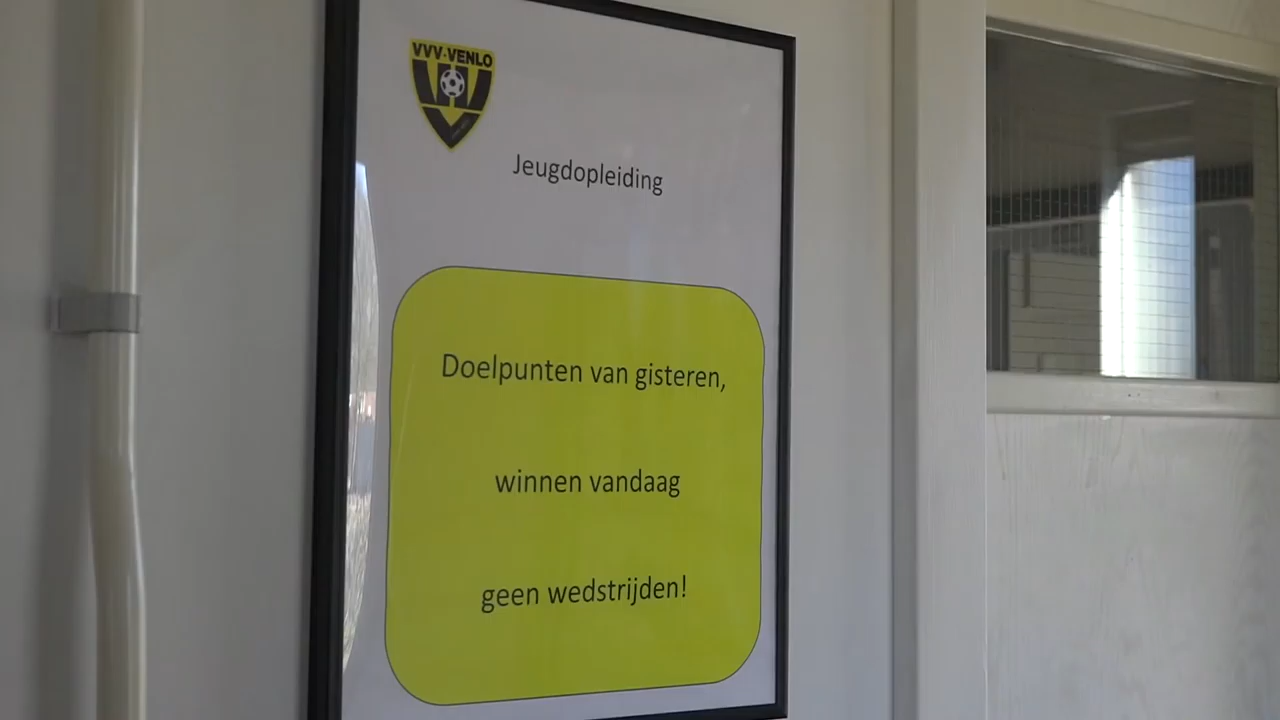 VVV-VENLO
Jeugdopleiding
Doelpunten van gisteren,
winnen vandaag
geen wedstrijden!